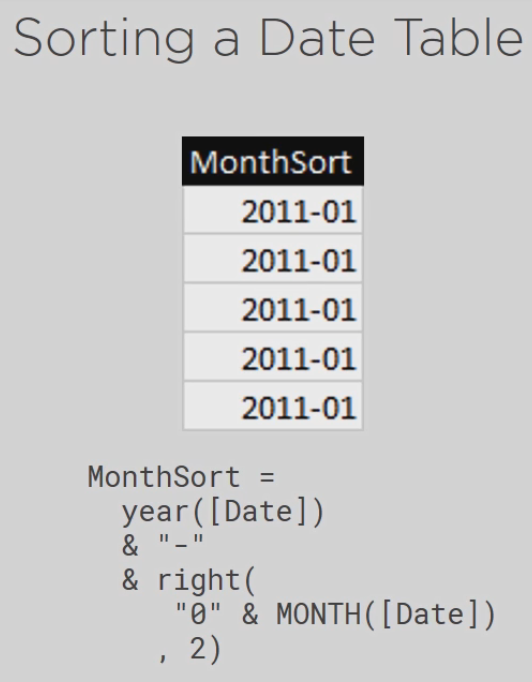 Sorting a Date Table
MonthSort
2011-01
2011-01
2011-01
2011-01
2011-01
MonthSort =
year([Date])
& "-"
& right(
"0" & MONTH([Date])
, 2)